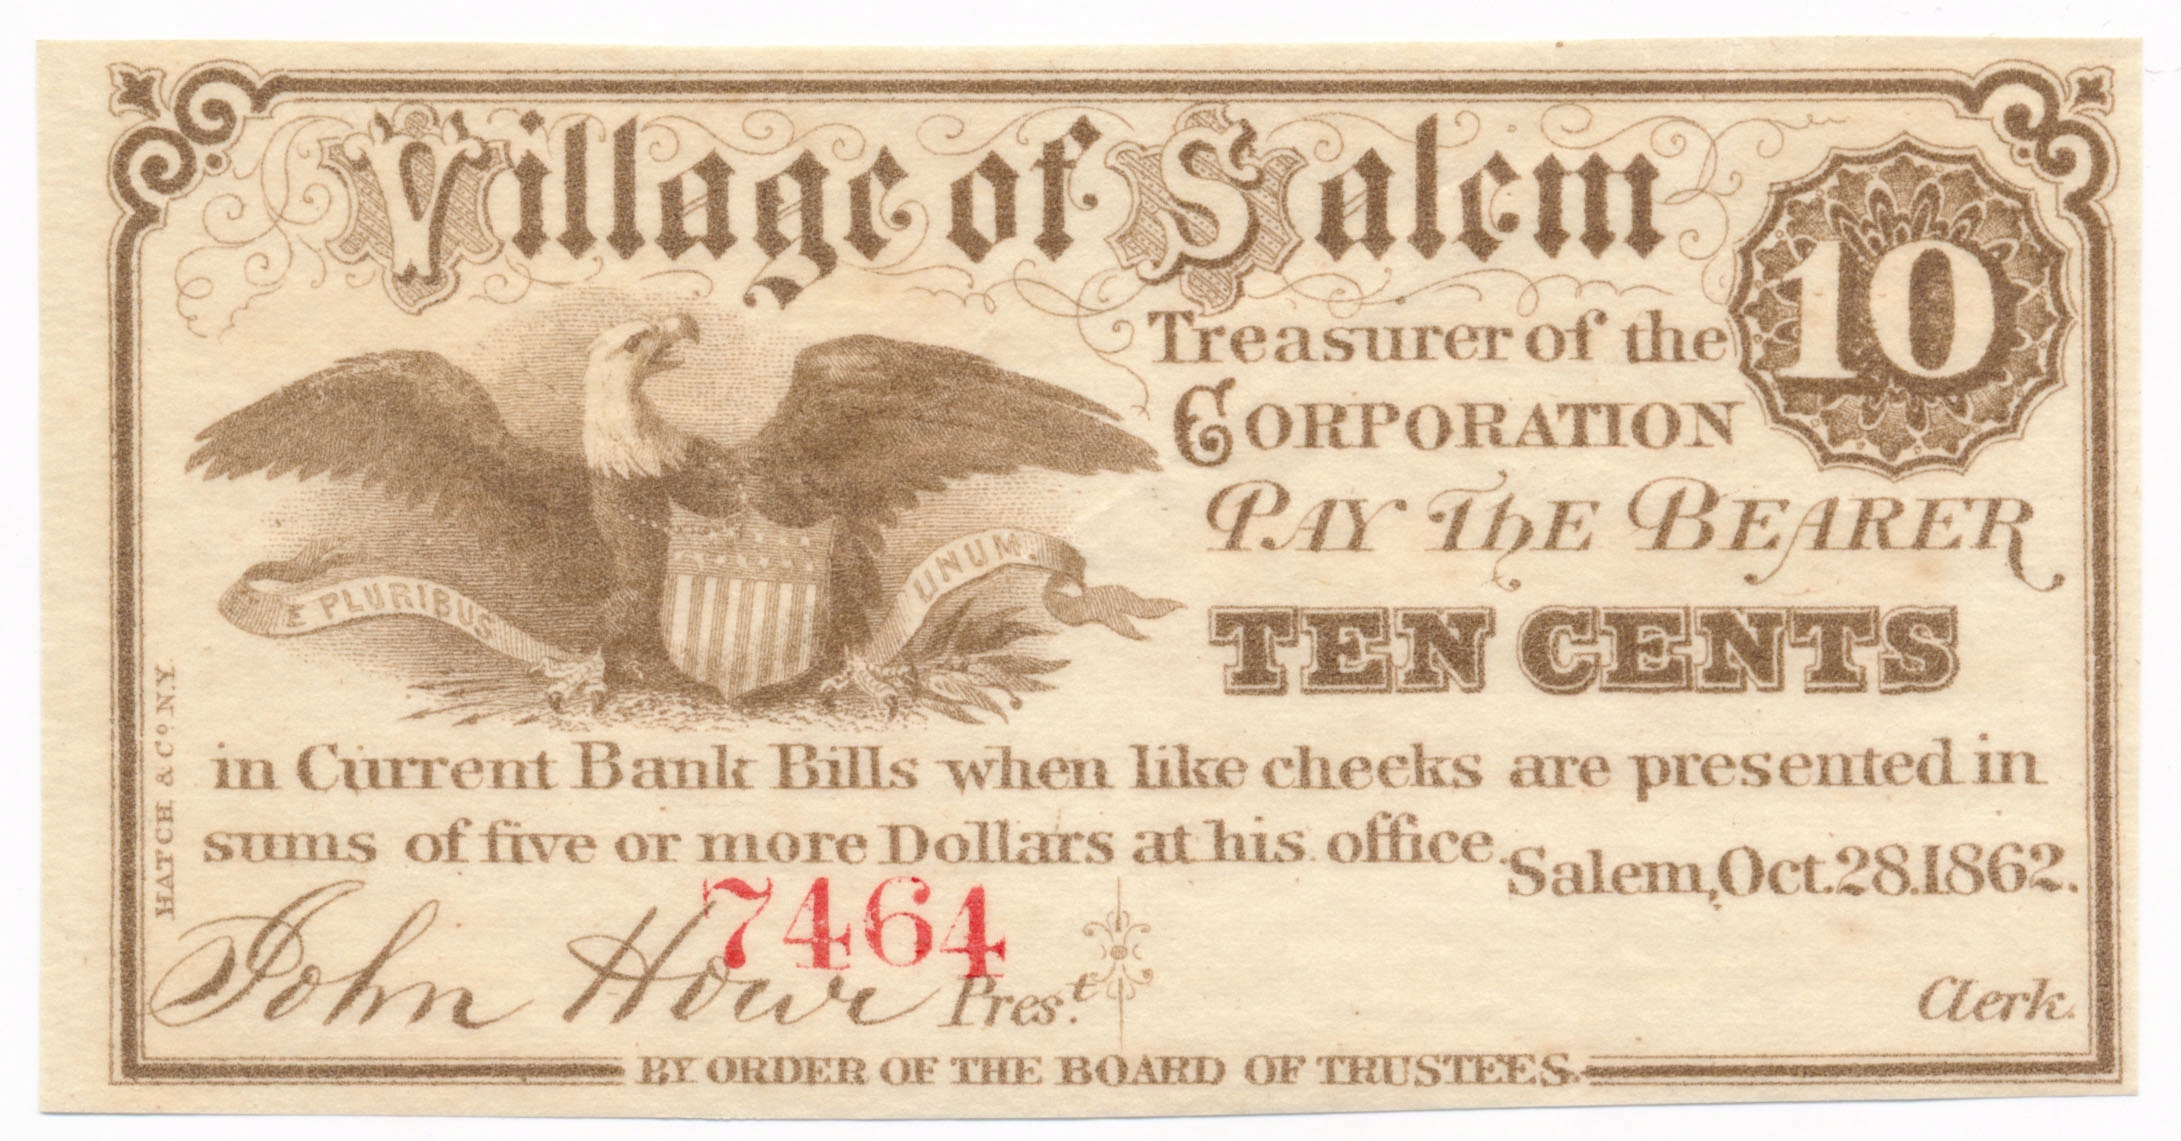 Village of Salem
10
Treasurer of the
CORPORATION
PAY ThE BEARER
E PLURIBUS UNUM.
TEN CENTS
in Current Bank Bills when like checks are presented in
sums of five or more Dollars at his office.
Salem, Oct. 28. 1862.
7464
John Howe Pres.t
Clerk.
BY ORDER OF THE BOARD OF TRUSTEES.
HATCH & Co. N.Y.